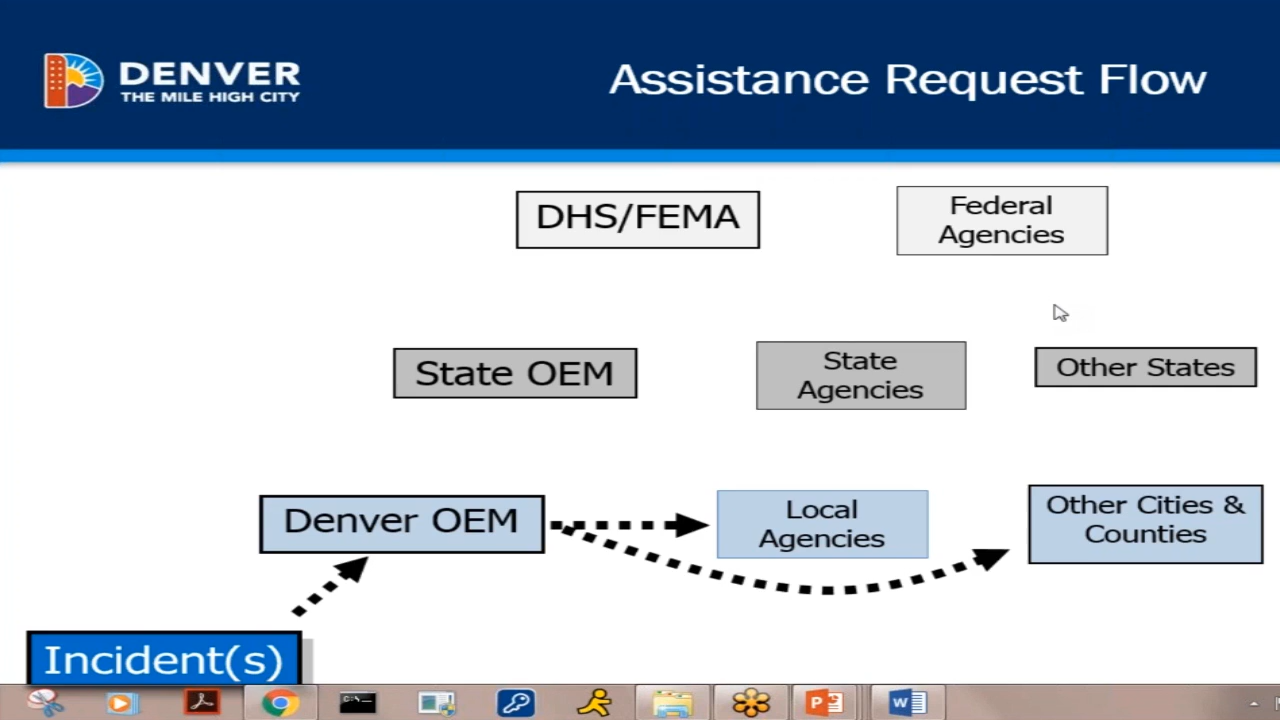 DENVER
THE MILE HIGH CITY
Assistance Request Flow
DHS/FEMA
Federal
Agencies
State OEM
State
Agencies
Other States
Denver OEM
Local
Agencies
Other Cities &
Counties
Incident(s)